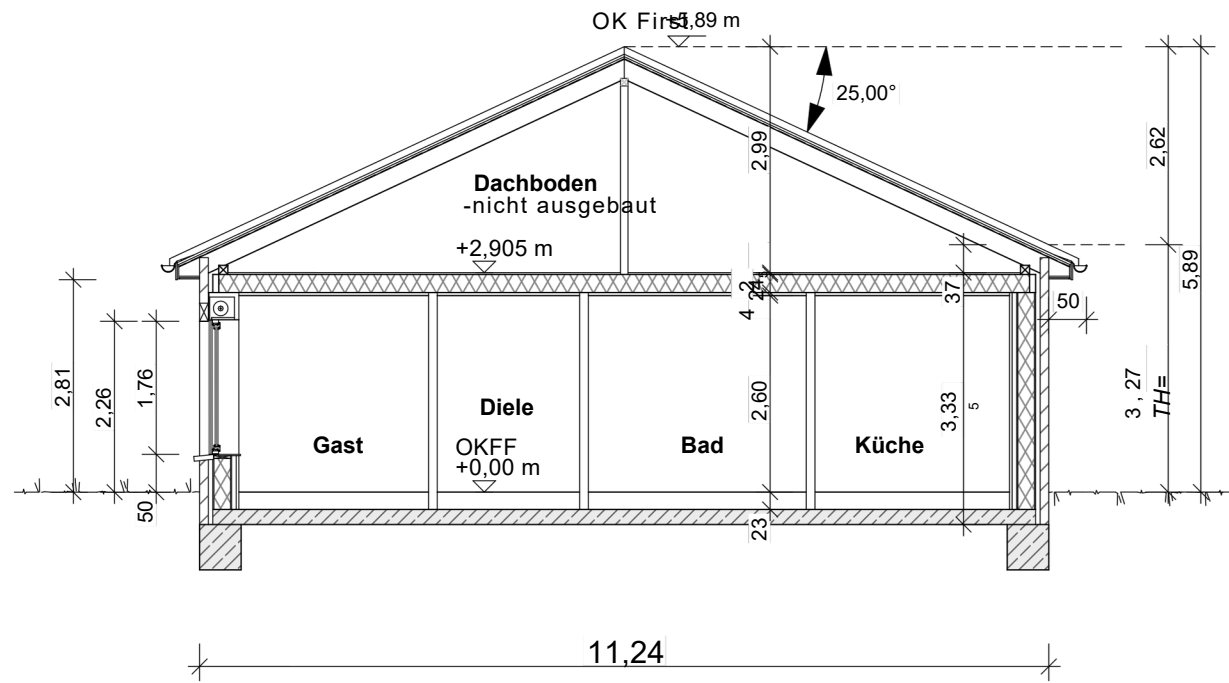 OK First
+5,89 m
25,00°
2,99
2,62
5,89
Dachboden
-nicht ausgebaut
+2,905 m
37
50
2,81
2,26
1,76
50
Diele
Gast
OKFF
+0,00 m
Bad
Küche
4
2,60
3,33
5
3,27
TH=
23
11,24